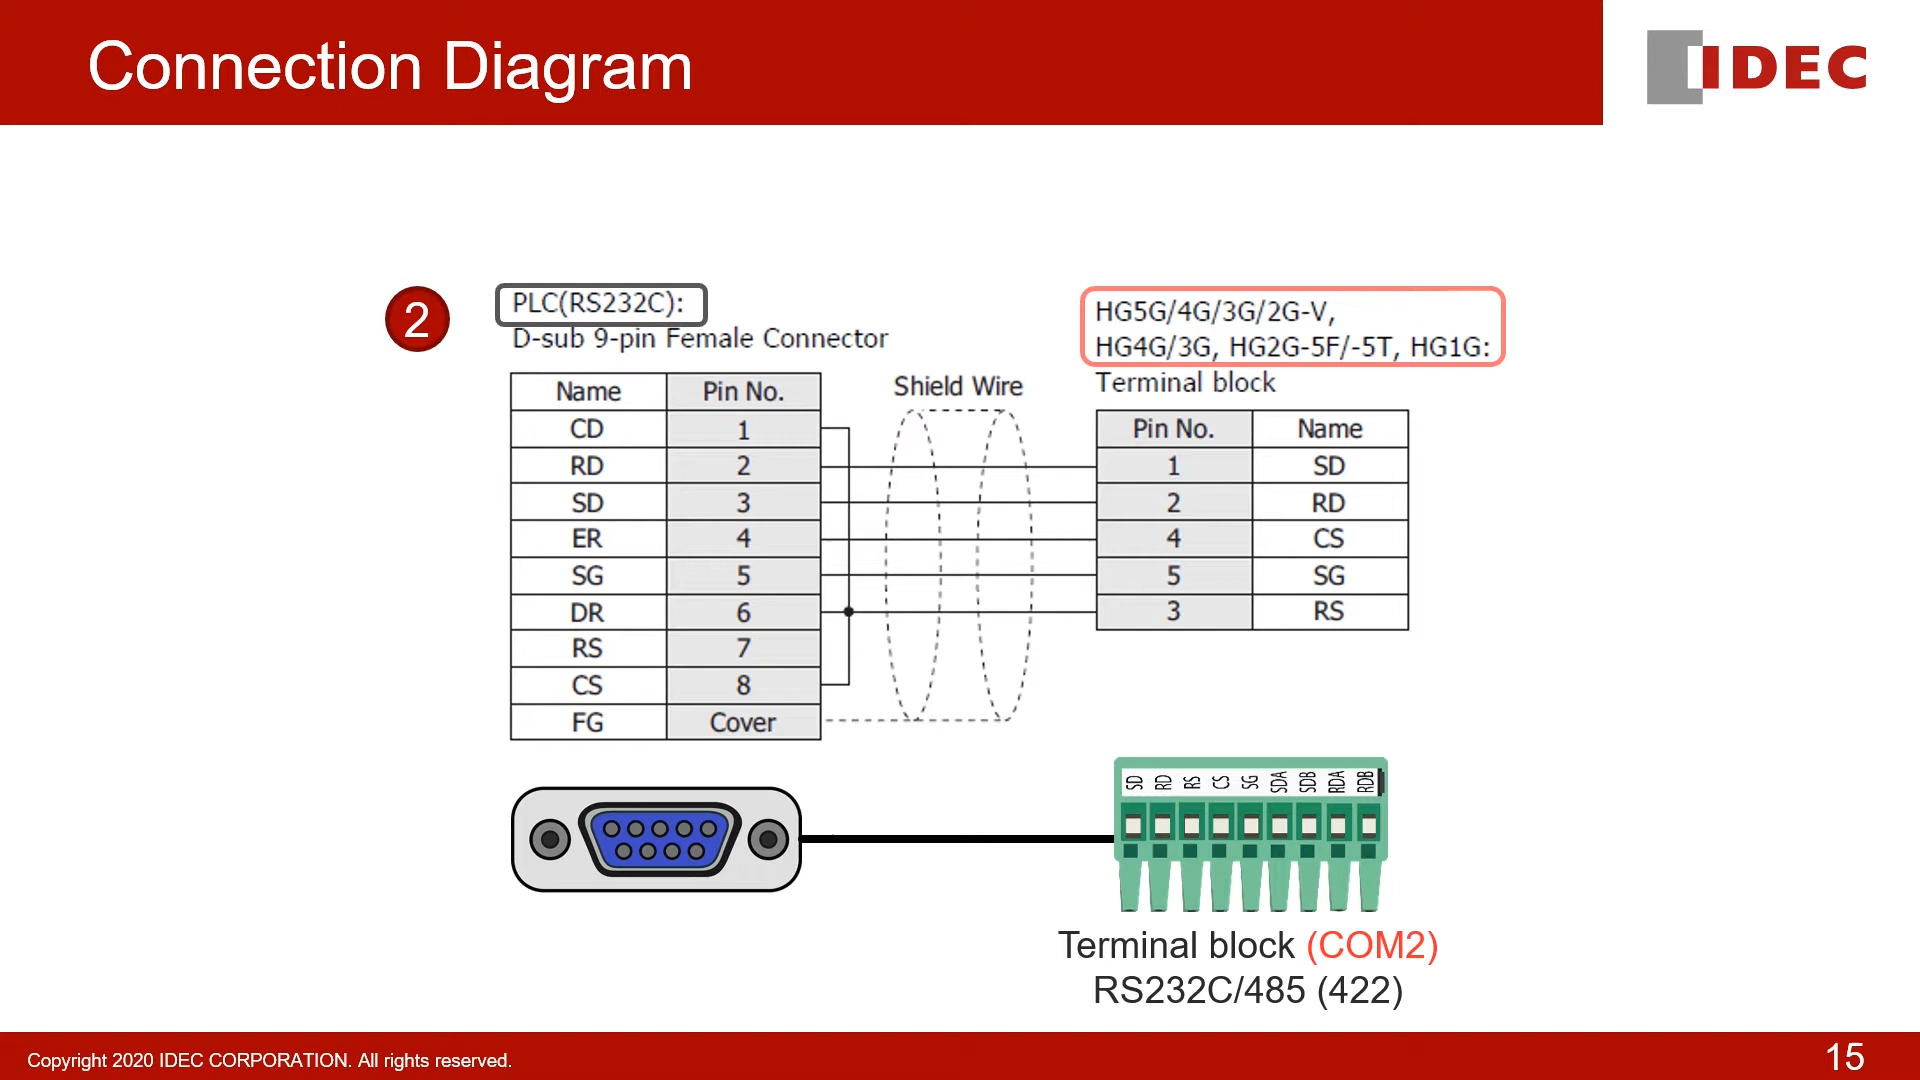 Connection Diagram
IDEC
2
PLC(RS232C):
D-sub 9-pin Female Connector
Name Pin No.
CD 1
RD 2
SD 3
ER 4
SG 5
DR 6
RS 7
CS 8
FG Cover
Shield Wire
HG5G/4G/3G/2G-V,
HG4G/3G, HG2G-5F/-5T, HG1G:
Terminal block
Pin No. Name
1 SD
2 RD
4 CS
5 SG
3 RS
SD RD RS CS SG SDA SDB RDA RDB
Terminal block (COM2)
RS232C/485 (422)
Copyright 2020 IDEC CORPORATION. All rights reserved.
15